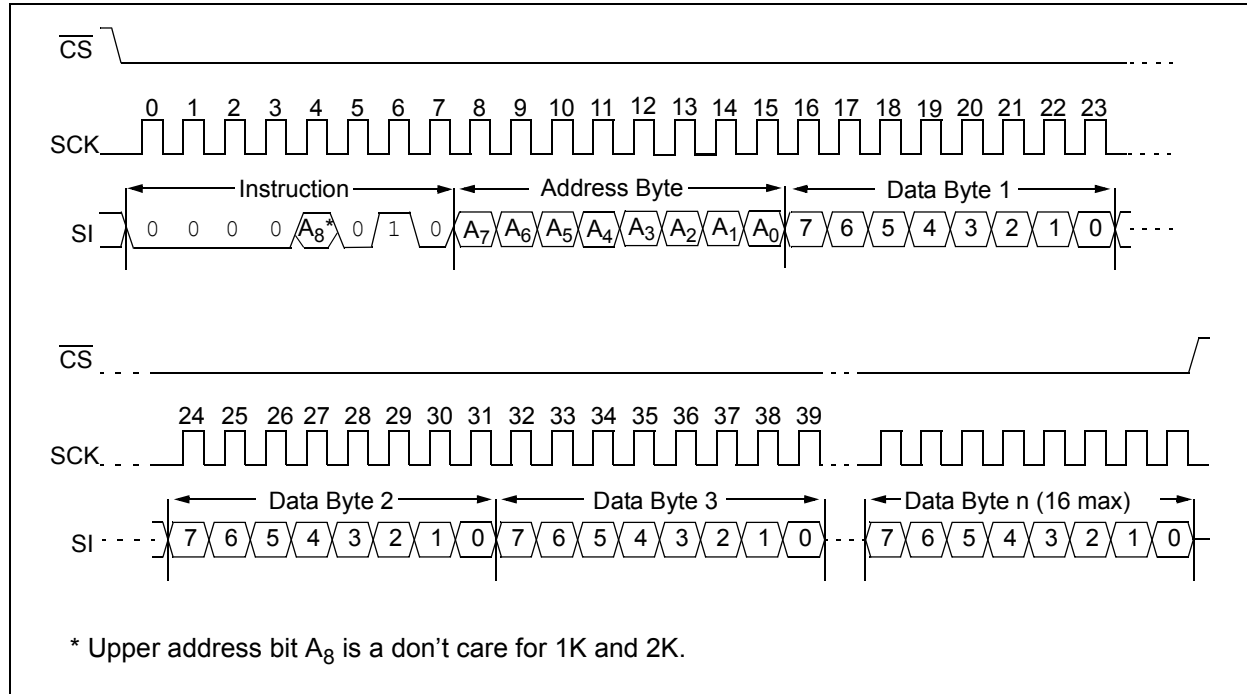 CS
0 1 2 3 4 5 6 7 8 9 10 11 12 13 14 15 16 17 18 19 20 21 22 23
SCK
Instruction Address Byte Data Byte 1
SI 0 0 0 0 A8* 0 1 0 A7 A6 A5 A4 A3 A2 A1 A0 7 6 5 4 3 2 1 0
CS
24 25 26 27 28 29 30 31 32 33 34 35 36 37 38 39
SCK
Data Byte 2 Data Byte 3 Data Byte n (16 max)
SI 7 6 5 4 3 2 1 0 7 6 5 4 3 2 1 0 7 6 5 4 3 2 1 0
* Upper address bit A8 is a don't care for 1K and 2K.